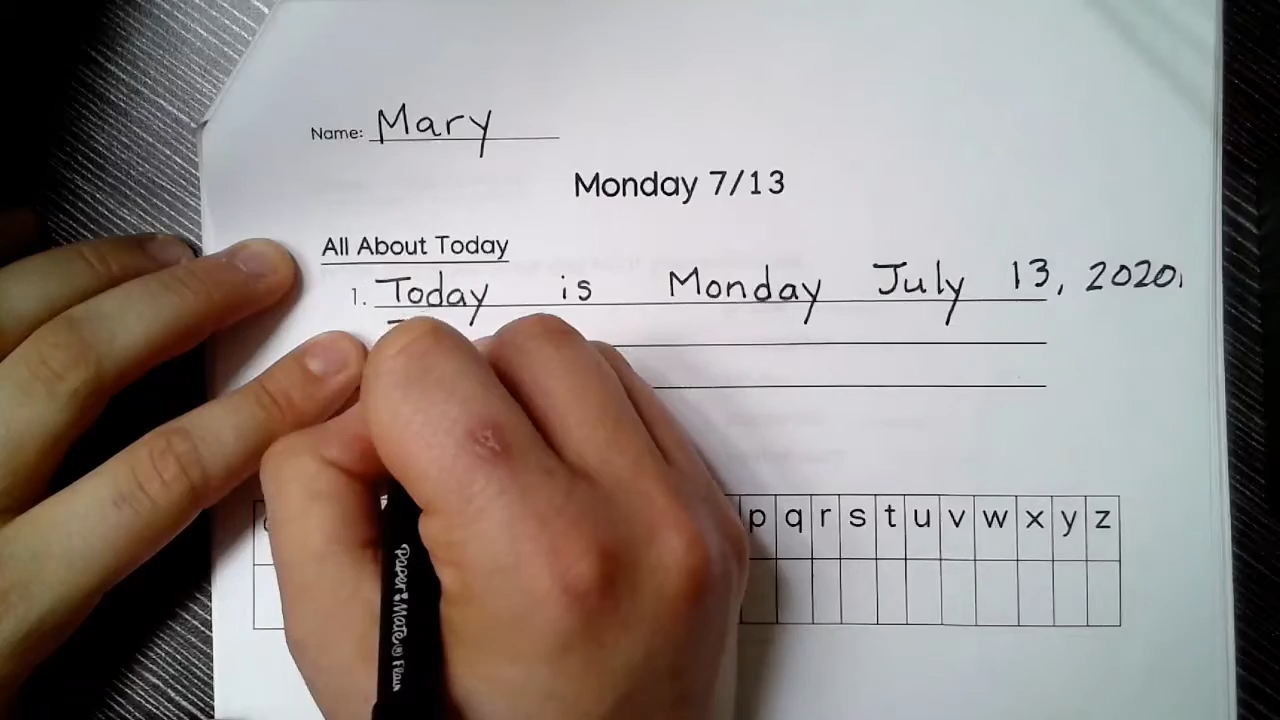 Name: Mary
Monday 7/13
All About Today
1. Today is Monday July 13, 2020.
p q r s t u v w x y z
Paper:Mate® Flair